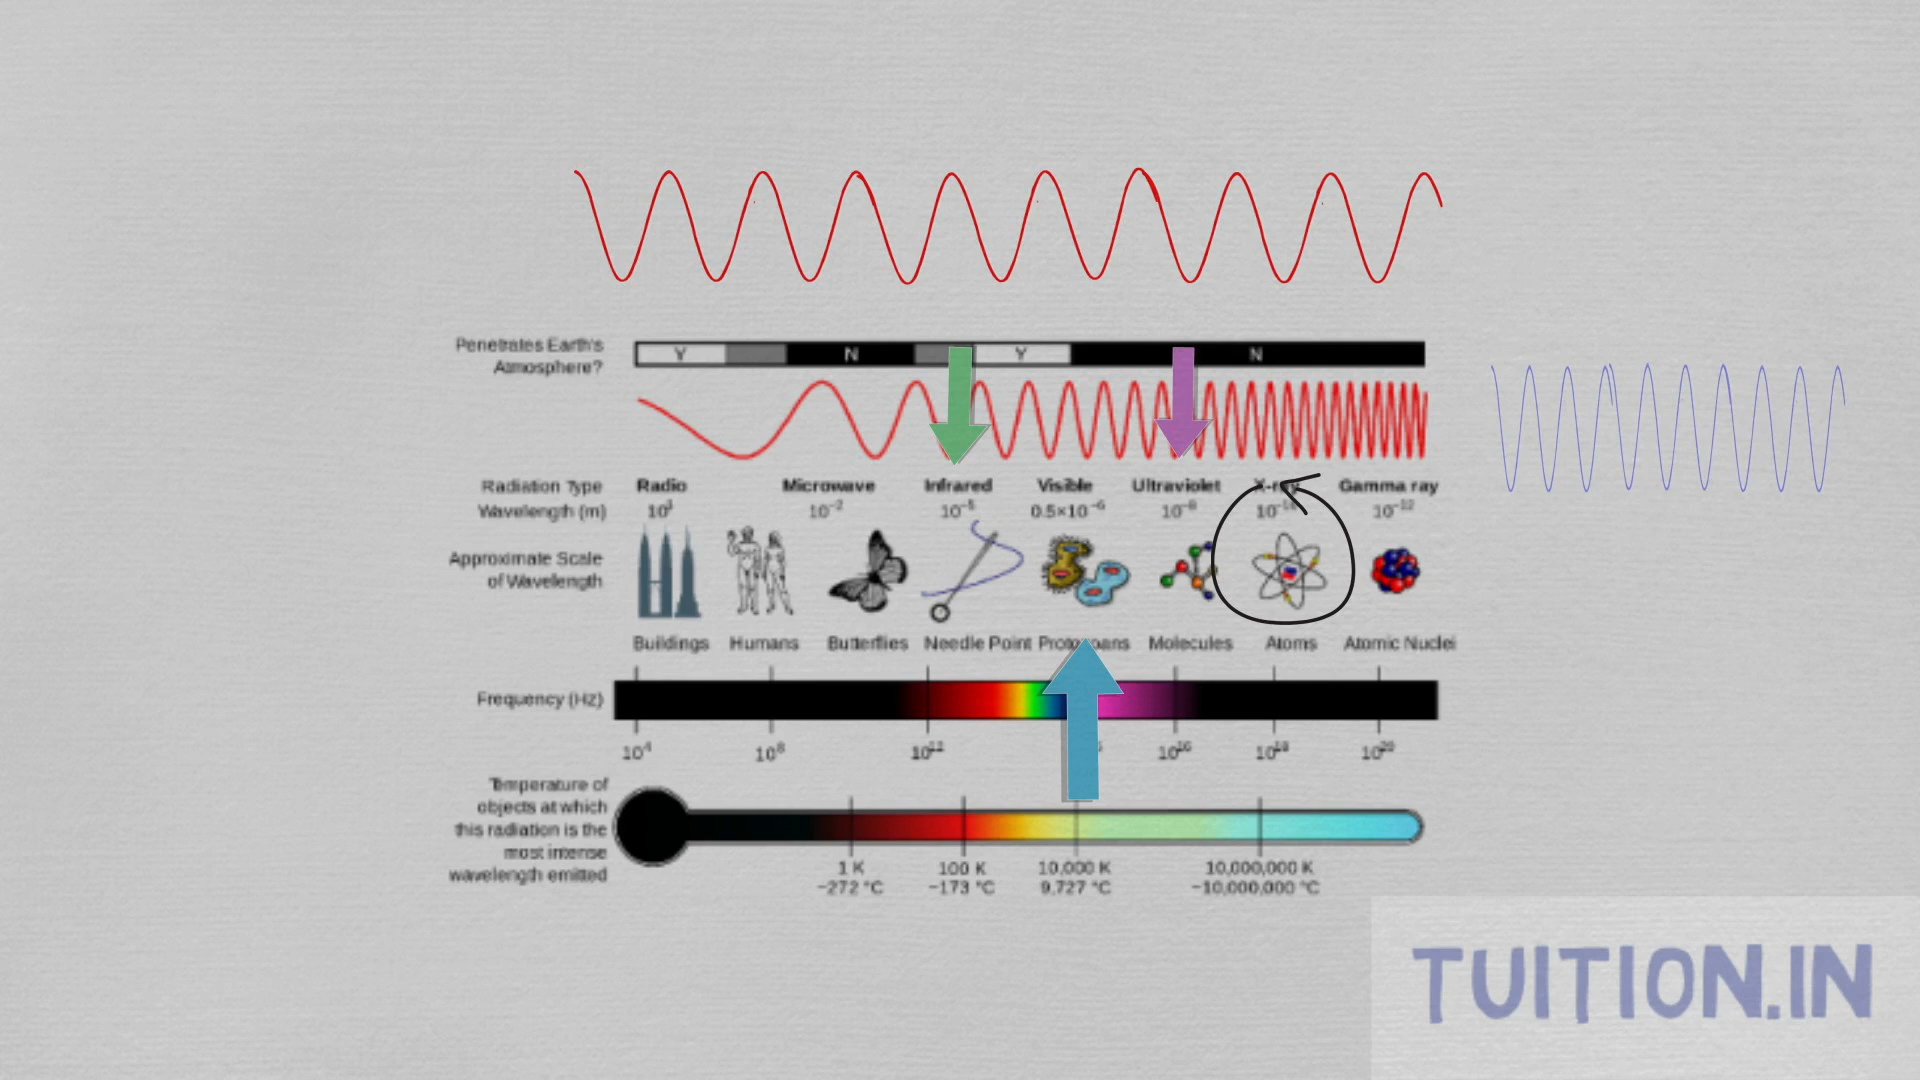 Penetrates Earth's
Atmosphere?
Y N Y N
Radiation Type
Radio Microwave Infrared Visible Ultraviolet X-ray Gamma ray
Wavelength (m)
10³ 10⁻² 10⁻⁵ 0.5×10⁻⁶ 10⁻⁸ 10⁻¹⁰ 10⁻¹²
Approximate Scale
of Wavelength
Buildings Humans Butterflies Needle Point Protozoans Molecules Atoms Atomic Nuclei
Frequency (Hz)
10⁴ 10⁸ 10¹² 10¹⁶ 10¹⁸ 10²⁰
Temperature of
objects at which
this radiation is the
most intense
wavelength emitted
1 K 100 K 10,000 K 10,000,000 K
−272 °C −173 °C 9,727 °C ~10,000,000 °C
TUITION.IN